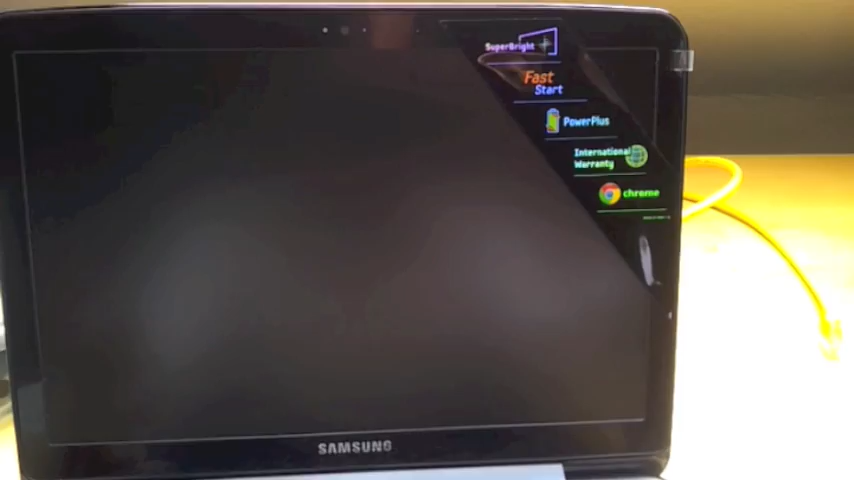 SuperBright
Fast
Start
PowerPlus
International
Warranty
chrome
SAMSUNG